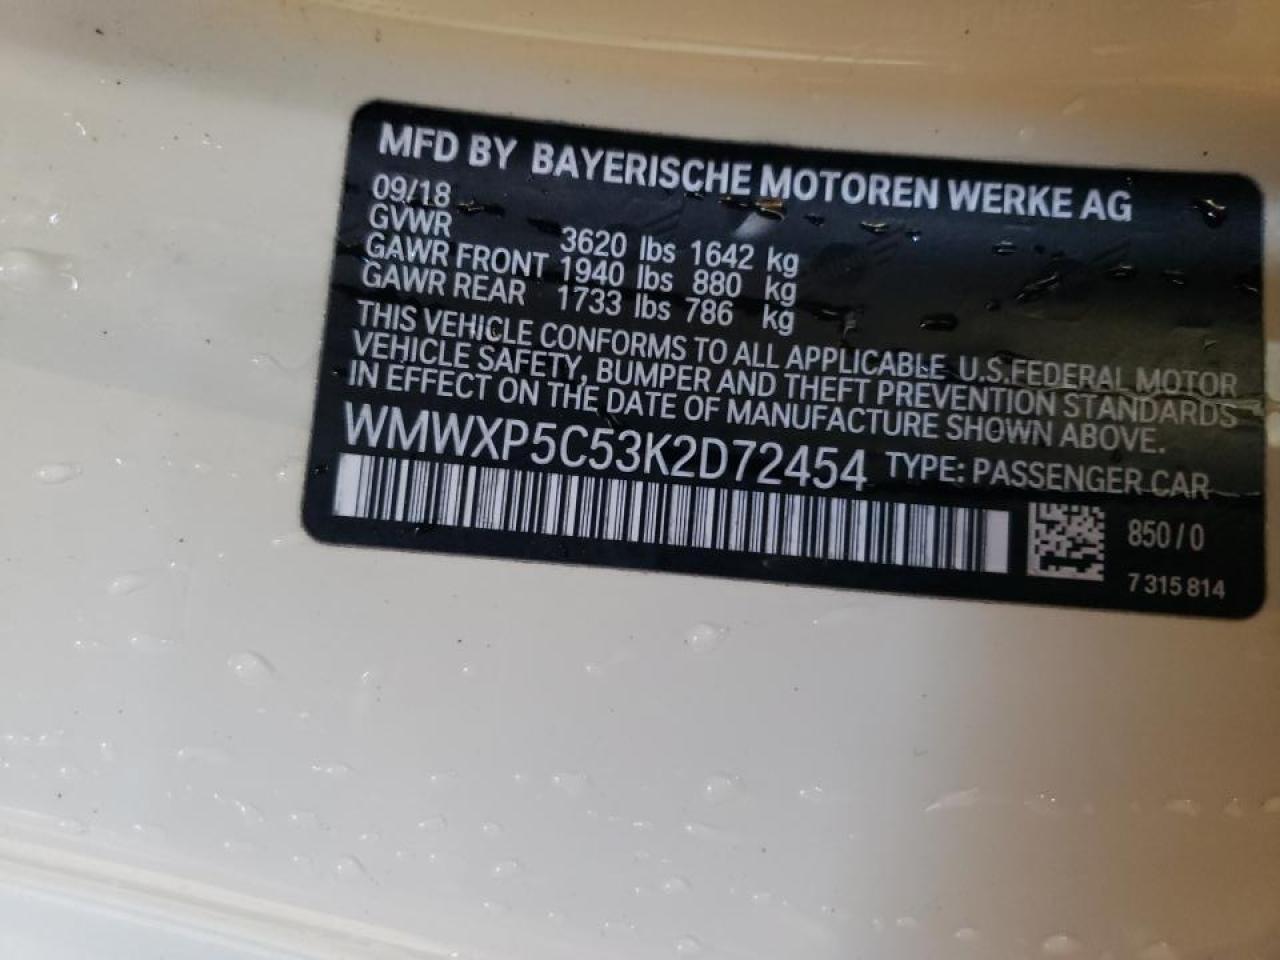 MFD BY BAYERISCHE MOTOREN WERKE AG
09/18
GVWR 3620 lbs 1642 kg
GAWR FRONT 1940 lbs 880 kg
GAWR REAR 1733 lbs 786 kg
THIS VEHICLE CONFORMS TO ALL APPLICABLE U.S.FEDERAL MOTOR
VEHICLE SAFETY, BUMPER AND THEFT PREVENTION STANDARDS
IN EFFECT ON THE DATE OF MANUFACTURE SHOWN ABOVE.
WMWXP5C53K2D72454 TYPE: PASSENGER CAR
850/0
7 315 814